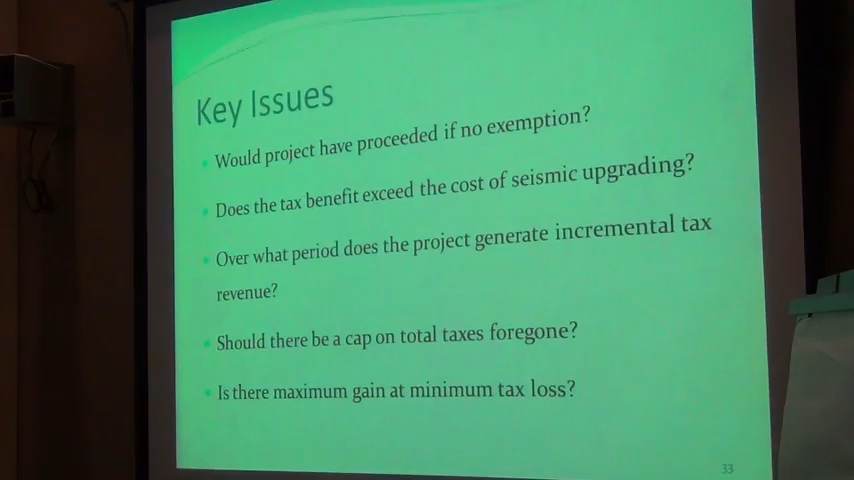 Key Issues
Would project have proceeded if no exemption?
Does the tax benefit exceed the cost of seismic upgrading?
Over what period does the project generate incremental tax
revenue?
Should there be a cap on total taxes foregone?
Is there maximum gain at minimum tax loss?
33